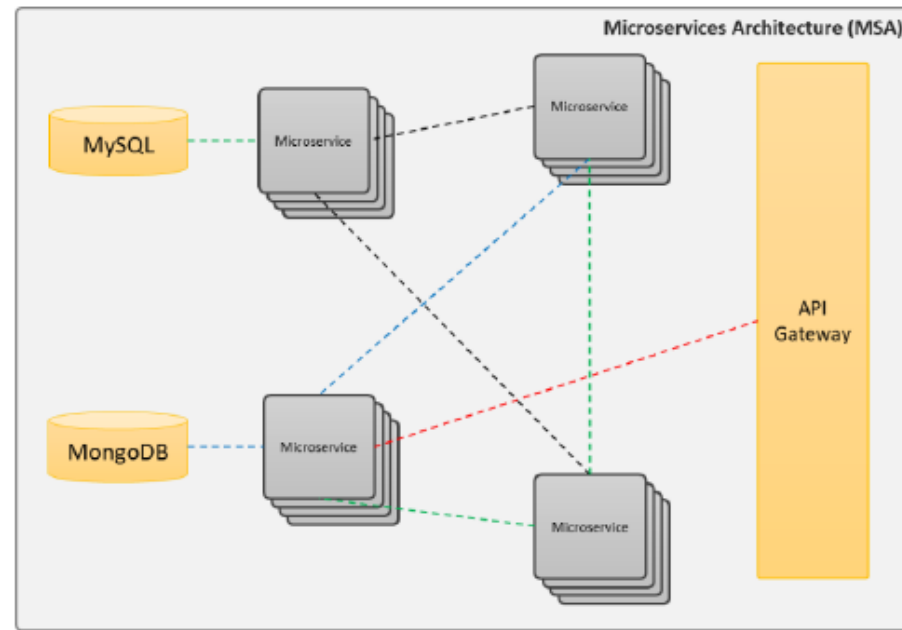 Microservices Architecture (MSA)
MySQL
Microservice
Microservice
API
Gateway
MongoDB
Microservice
Microservice